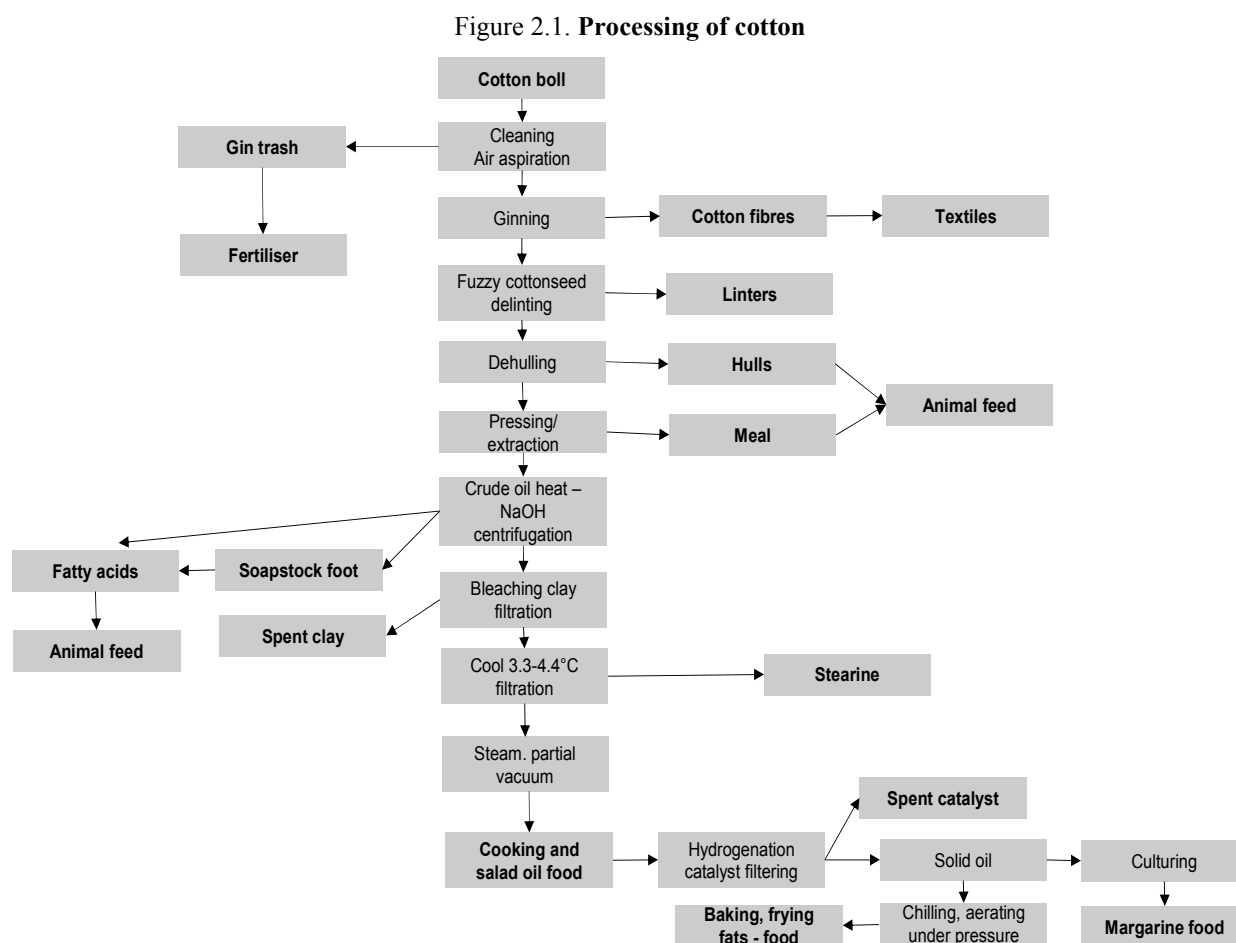 Figure 2.1. Processing of cotton
Cotton boll
Cleaning
Air aspiration
Gin trash
Fertiliser
Ginning
Cotton fibres
Textiles
Fuzzy cottonseed
delinting
Linters
Dehulling
Hulls
Animal feed
Pressing/
extraction
Meal
Crude oil heat –
NaOH
centrifugation
Fatty acids
Soapstock foot
Animal feed
Bleaching clay
filtration
Spent clay
Cool 3.3-4.4°C
filtration
Stearine
Steam. partial
vacuum
Spent catalyst
Cooking and
salad oil food
Hydrogenation
catalyst filtering
Solid oil
Culturing
Baking, frying
fats - food
Chilling, aerating
under pressure
Margarine food